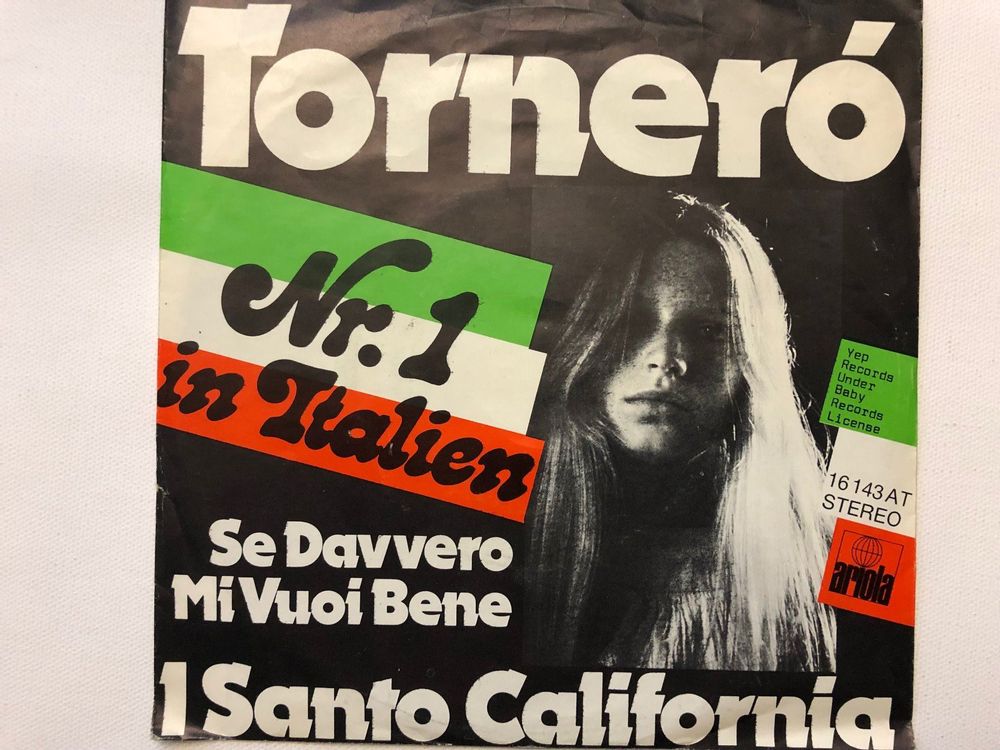 Torneró
Nr. 1
in Italien
Yep
Records
Under
Baby
Records
License
16 143 AT
STEREO
ariola
Se Davvero
Mi Vuoi Bene
I Santo California